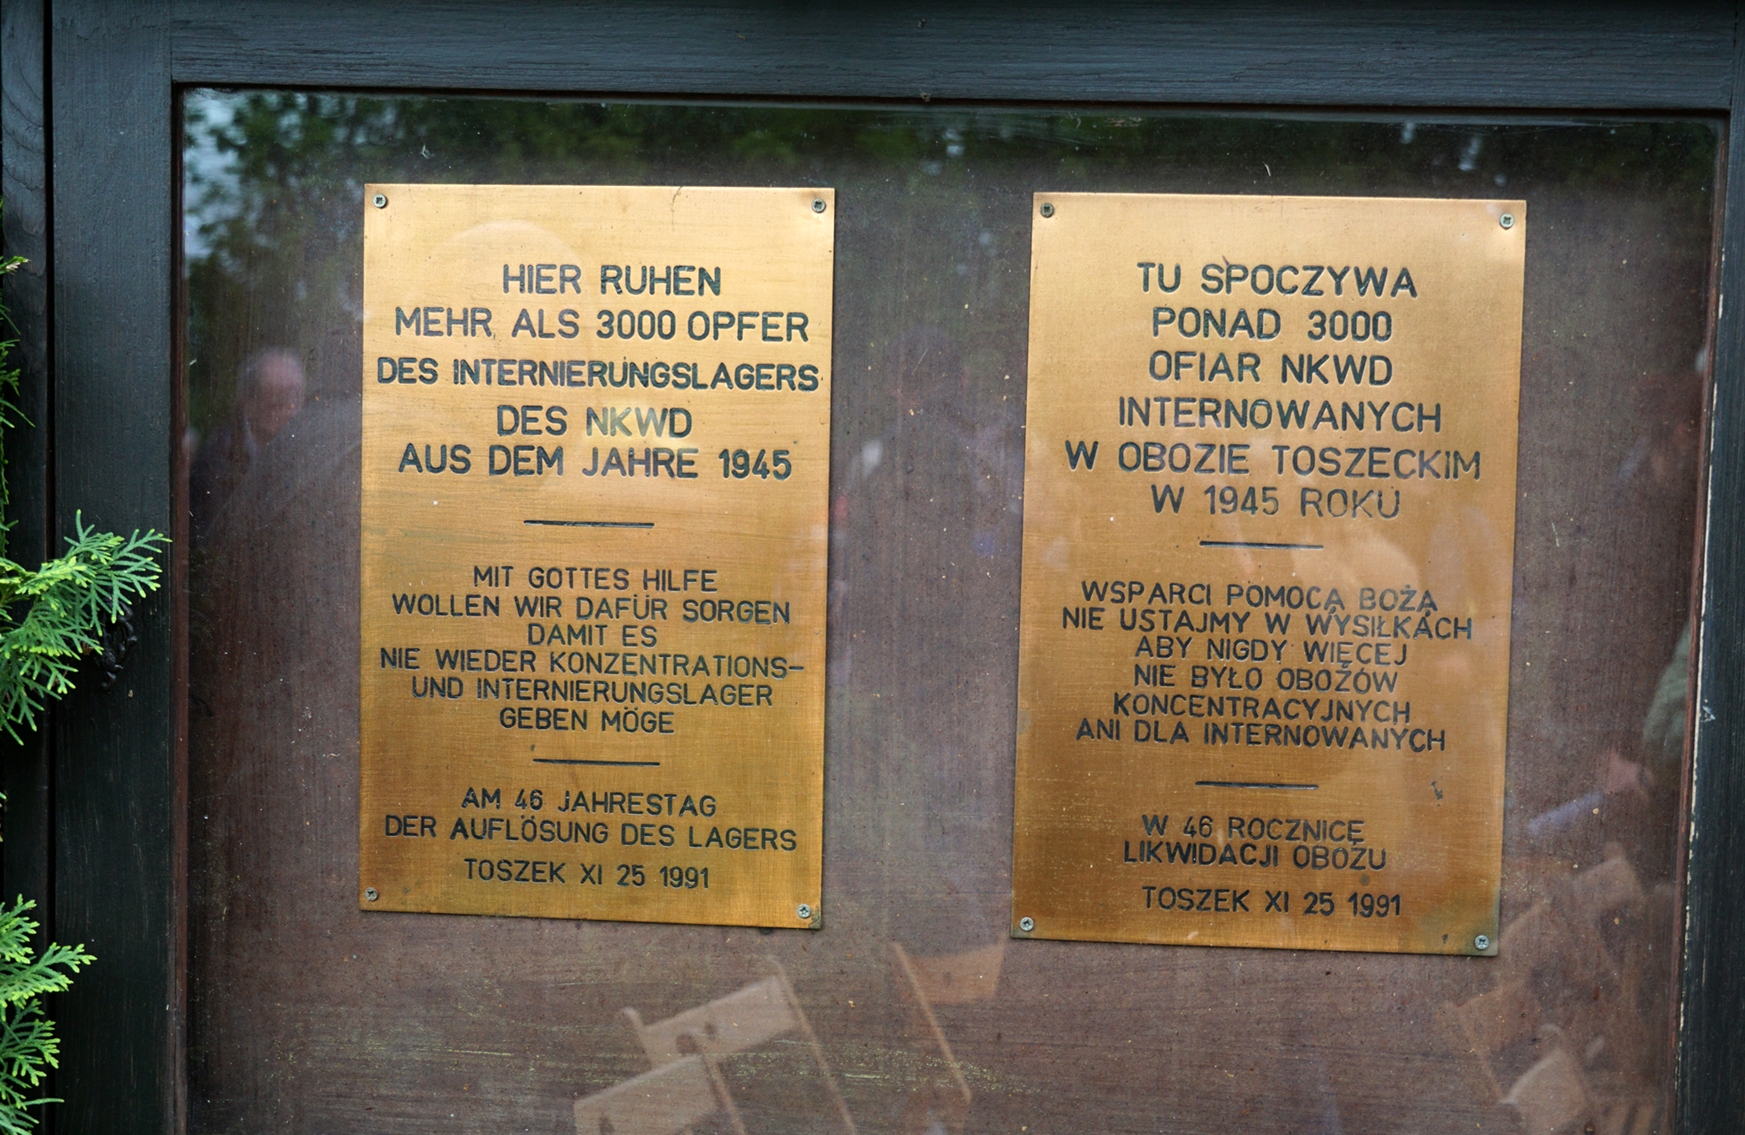 HIER RUHEN
MEHR ALS 3000 OPFER
DES INTERNIERUNGSLAGERS
DES NKWD
AUS DEM JAHRE 1945
MIT GOTTES HILFE
WOLLEN WIR DAFÜR SORGEN
DAMIT ES
NIE WIEDER KONZENTRATIONS-
UND INTERNIERUNGSLAGER
GEBEN MÖGE
AM 46 JAHRESTAG
DER AUFLÖSUNG DES LAGERS
TOSZEK XI 25 1991
TU SPOCZYWA
PONAD 3000
OFIAR NKWD
INTERNOWANYCH
W OBOZIE TOSZECKIM
W 1945 ROKU
WSPARCI POMOCĄ BOŻĄ
NIE USTAJMY W WYSIŁKACH
ABY NIGDY WIĘCEJ
NIE BYŁO OBOZÓW
KONCENTRACYJNYCH
ANI DLA INTERNOWANYCH
W 46 ROCZNICĘ
LIKWIDACJI OBOZU
TOSZEK XI 25 1991